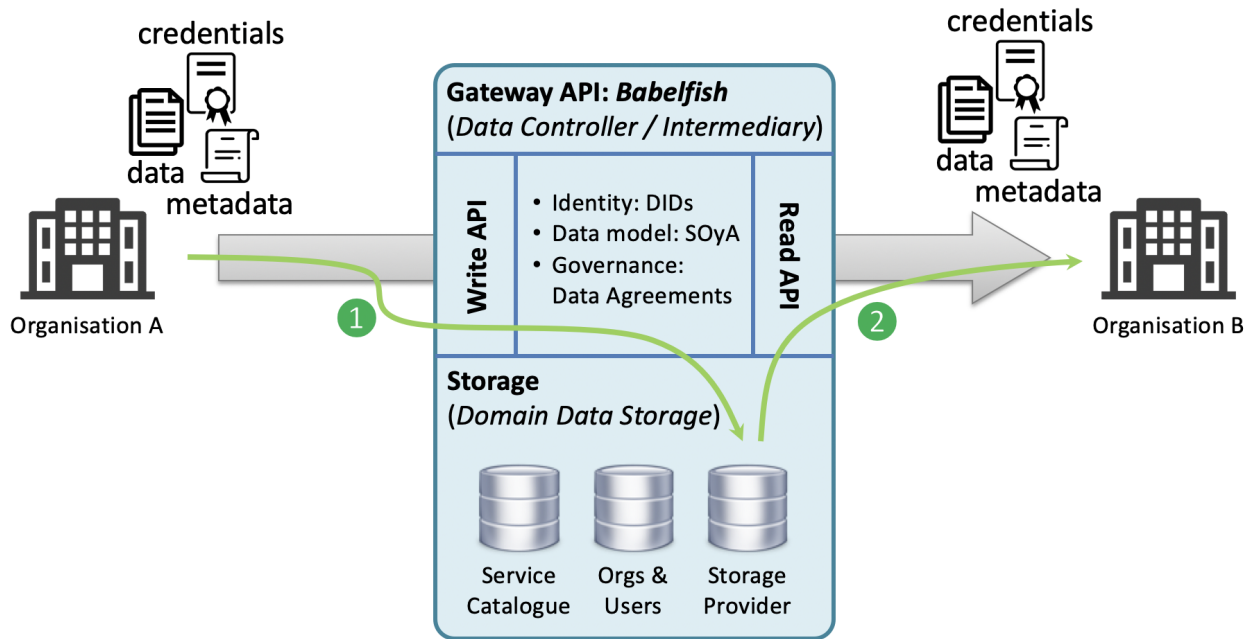 credentials
data
metadata
Organisation A
1
Gateway API: Babelfish
(Data Controller / Intermediary)
Write API
• Identity: DIDs
• Data model: SOyA
• Governance:
Data Agreements
Read API
Storage
(Domain Data Storage)
Service
Catalogue
Orgs &
Users
Storage
Provider
2
credentials
data
metadata
Organisation B